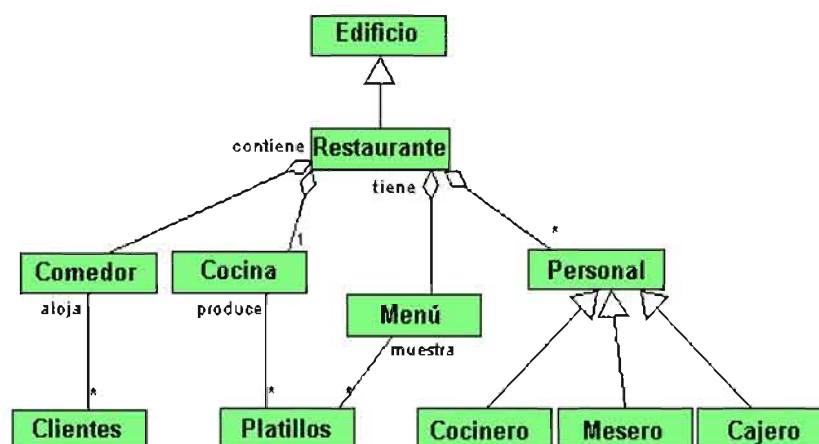 Edificio
contiene
Restaurante
tiene
1
*
Comedor
Cocina
Personal
aloja
produce
Menú
muestra
*
*
*
Clientes
Platillos
Cocinero
Mesero
Cajero